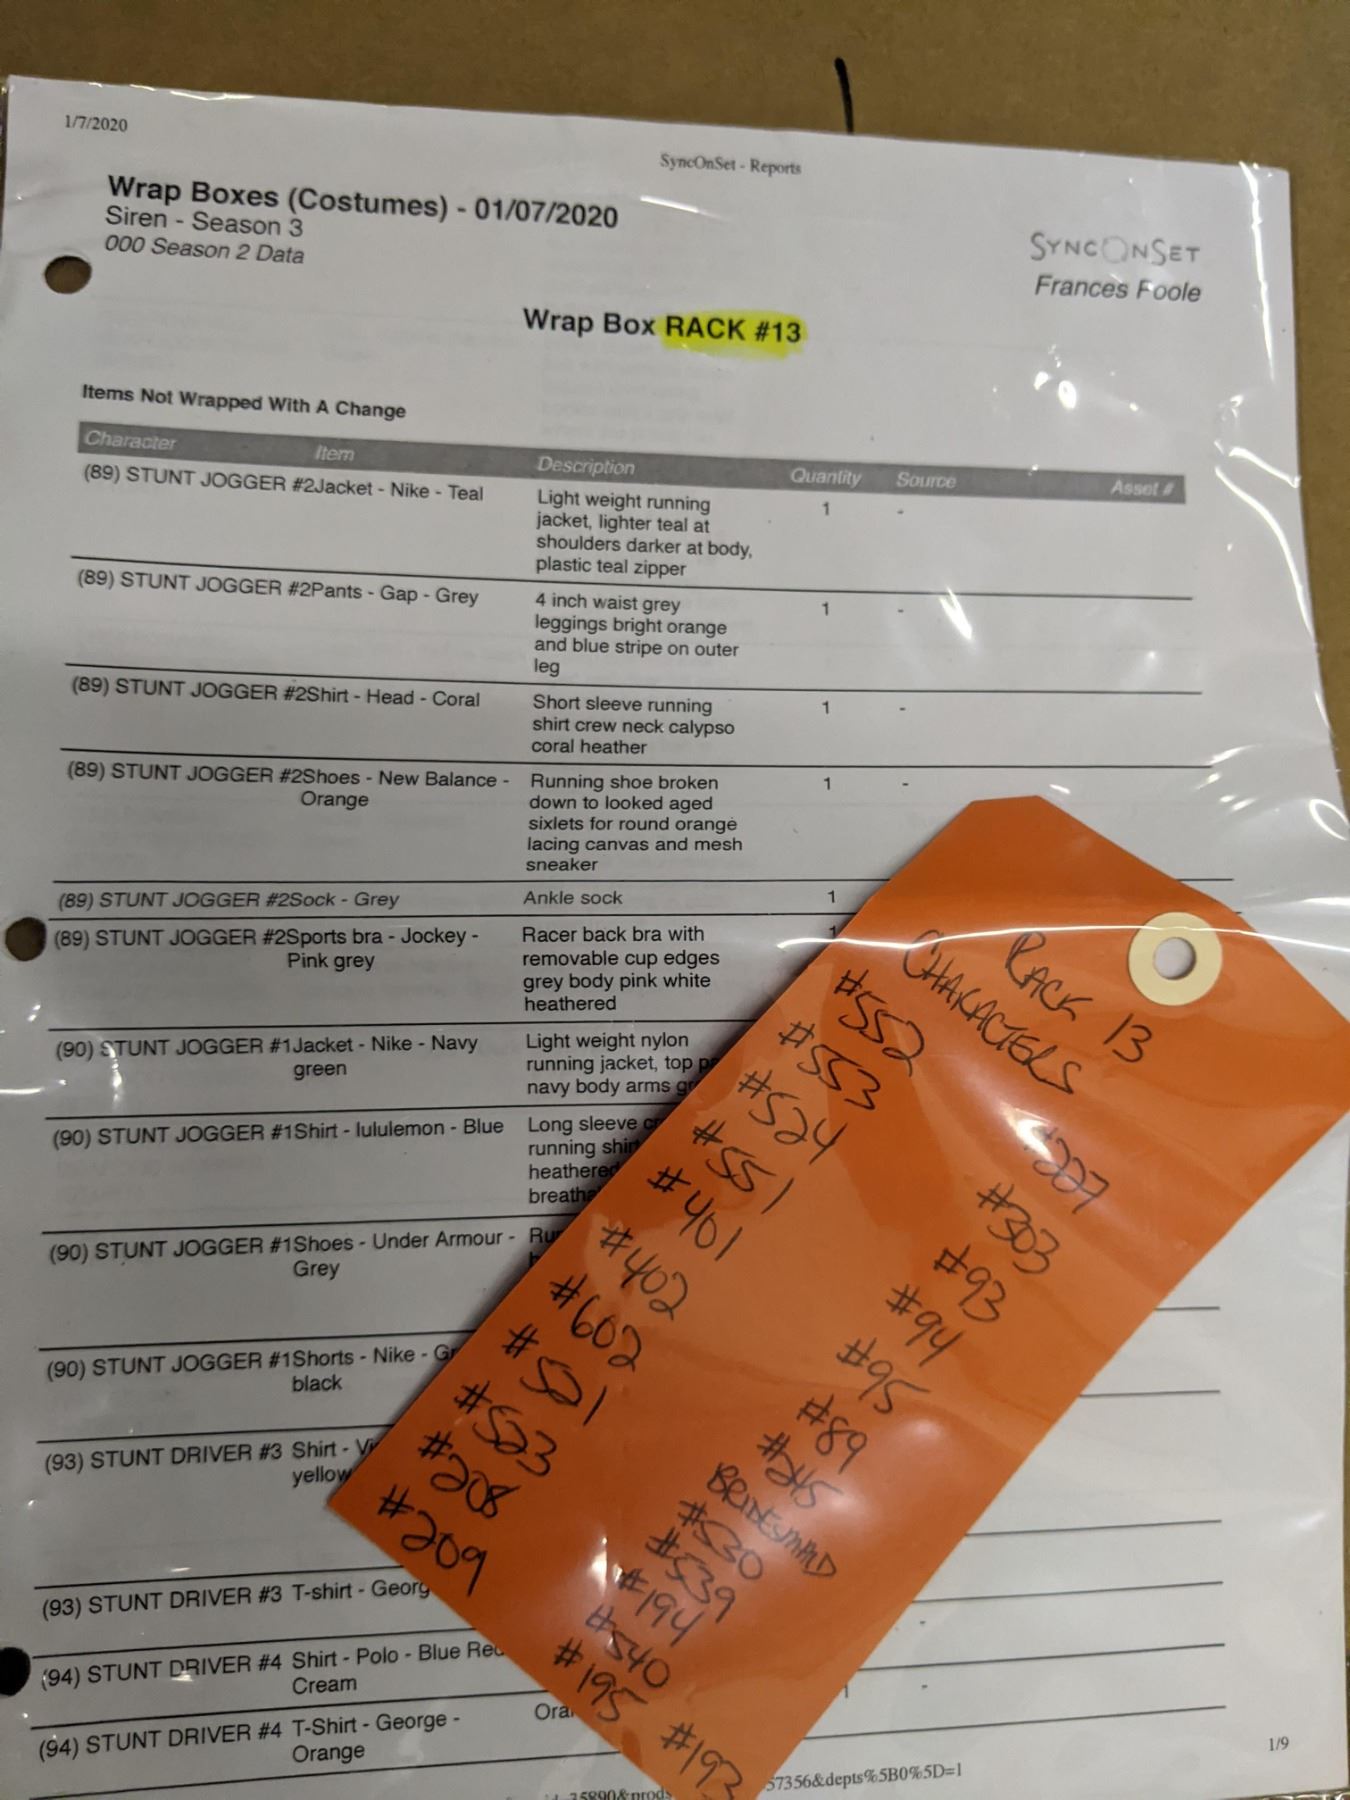 1/7/2020
SyncOnSet - Reports
Wrap Boxes (Costumes) - 01/07/2020
Siren - Season 3
000 Season 2 Data
SYNCONSET
Frances Foole
Wrap Box RACK #13
Items Not Wrapped With A Change
Character Item Description Quantity Source Asset #
(89) STUNT JOGGER #2Jacket - Nike - Teal Light weight running 1 -
jacket, lighter teal at
shoulders darker at body,
plastic teal zipper
(89) STUNT JOGGER #2Pants - Gap - Grey 4 inch waist grey 1 -
leggings bright orange
and blue stripe on outer
leg
(89) STUNT JOGGER #2Shirt - Head - Coral Short sleeve running 1 -
shirt crew neck calypso
coral heather
(89) STUNT JOGGER #2Shoes - New Balance - Running shoe broken 1 -
Orange down to looked aged
sixlets for round orange
lacing canvas and mesh
sneaker
(89) STUNT JOGGER #2Sock - Grey Ankle sock 1
(89) STUNT JOGGER #2Sports bra - Jockey - Racer back bra with 1
Pink grey removable cup edges
grey body pink white
heathered
(90) STUNT JOGGER #1Jacket - Nike - Navy Light weight nylon
green running jacket, top
navy body arms
(90) STUNT JOGGER #1Shirt - lululemon - Blue Long sleeve
running
heathered
(90) STUNT JOGGER #1Shoes - Under Armour -
Grey
(90) STUNT JOGGER #1Shorts - Nike -
black
(93) STUNT DRIVER #3 Shirt -
yellow
(93) STUNT DRIVER #3 T-shirt -
(94) STUNT DRIVER #4 Shirt - Polo - Blue
Cream 1 -
(94) STUNT DRIVER #4 T-Shirt - George -
Orange
1/9
57356&depts%5B0%5D=1
RACK 13
CHARACTERS
#552
#553
#524
#551
#401
#402
#602
#521
#523
#208
#209
#227
#303
#93
#94
#95
#89
#245
BRIDESMAID
#530
#539
#194
#540
#195
#193